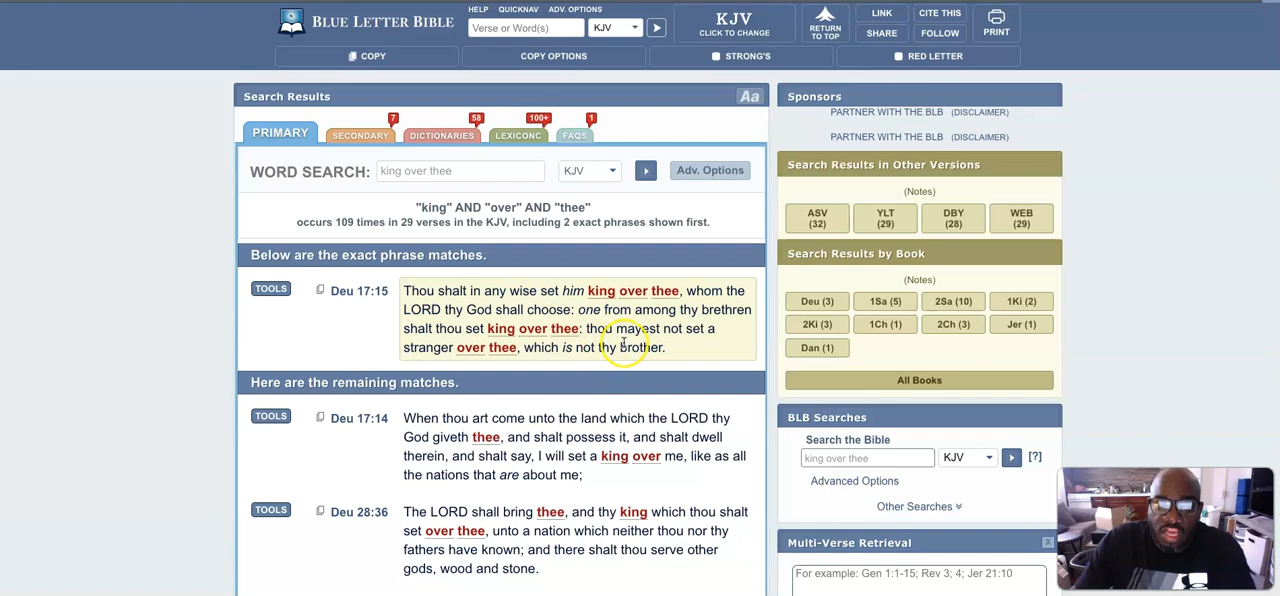 HELP QUICKNAV ADV. OPTIONS
BLUE LETTER BIBLE
Verse or Word(s)
KJV
KJV
CLICK TO CHANGE
RETURN
TO TOP
LINK
CITE THIS
SHARE
FOLLOW
PRINT
COPY
COPY OPTIONS
STRONG'S
RED LETTER
Search Results
Aa
7
58
100+
1
PRIMARY
SECONDARY
DICTIONARIES
LEXICONC
FAQS
WORD SEARCH:
king over thee
KJV
Adv. Options
"king" AND "over" AND "thee"
occurs 109 times in 29 verses in the KJV, including 2 exact phrases shown first.
Below are the exact phrase matches.
TOOLS
Deu 17:15
Thou shalt in any wise set him king over thee, whom the
LORD thy God shall choose: one from among thy brethren
shalt thou set king over thee: thou mayest not set a
stranger over thee, which is not thy brother.
Here are the remaining matches.
TOOLS
Deu 17:14
When thou art come unto the land which the LORD thy
God giveth thee, and shalt possess it, and shalt dwell
therein, and shalt say, I will set a king over me, like as all
the nations that are about me;
TOOLS
Deu 28:36
The LORD shall bring thee, and thy king which thou shalt
set over thee, unto a nation which neither thou nor thy
fathers have known; and there shalt thou serve other
gods, wood and stone.
Sponsors
PARTNER WITH THE BLB (DISCLAIMER)
PARTNER WITH THE BLB (DISCLAIMER)
Search Results in Other Versions
(Notes)
ASV
(32)
YLT
(29)
DBY
(28)
WEB
(29)
Search Results by Book
(Notes)
Deu (3)
1Sa (5)
2Sa (10)
1Ki (2)
2Ki (3)
1Ch (1)
2Ch (3)
Jer (1)
Dan (1)
All Books
BLB Searches
Search the Bible
king over thee
KJV
[?]
Advanced Options
Other Searches
Multi-Verse Retrieval
x
For example: Gen 1:1-15; Rev 3; 4; Jer 21:10